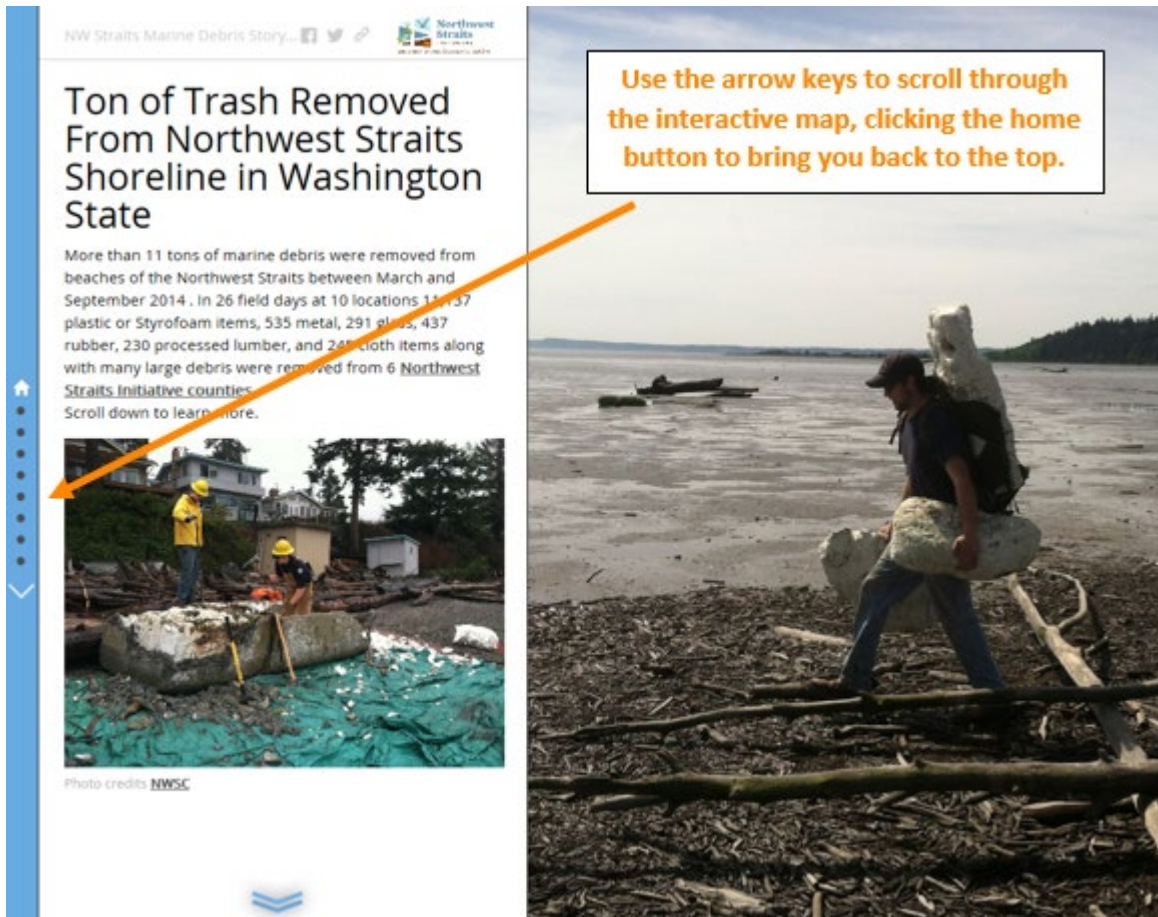 NW Straits Marine Debris Story...
Northwest
Straits
Ton of Trash Removed
From Northwest Straits
Shoreline in Washington
State
More than 11 tons of marine debris were removed from
beaches of the Northwest Straits between March and
September 2014 . In 26 field days at 10 locations
plastic or Styrofoam items, 535 metal, 291 glass, 437
rubber, 230 processed lumber, and cloth items along
with many large debris were removed from 6 Northwest
Straits Initiative counties
Scroll down to learn more.
Photo credits NWSC
Use the arrow keys to scroll through
the interactive map, clicking the home
button to bring you back to the top.